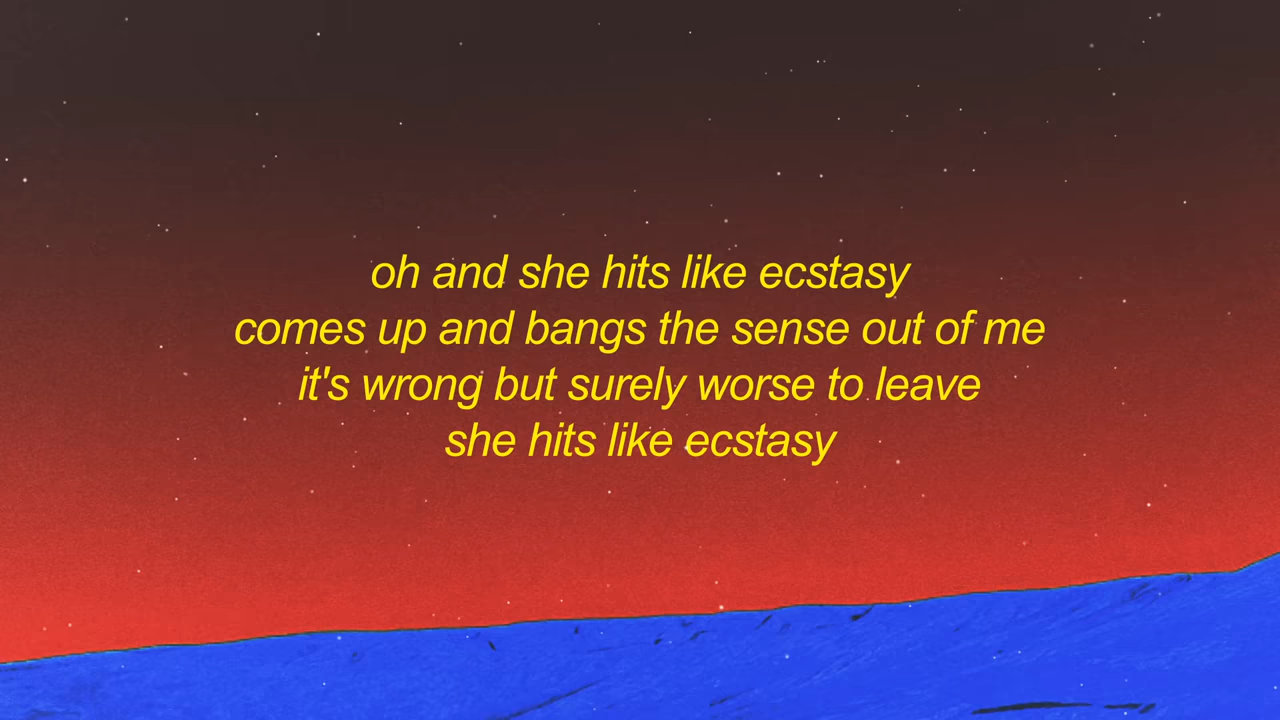 oh and she hits like ecstasy
comes up and bangs the sense out of me
it's wrong but surely worse to leave
she hits like ecstasy